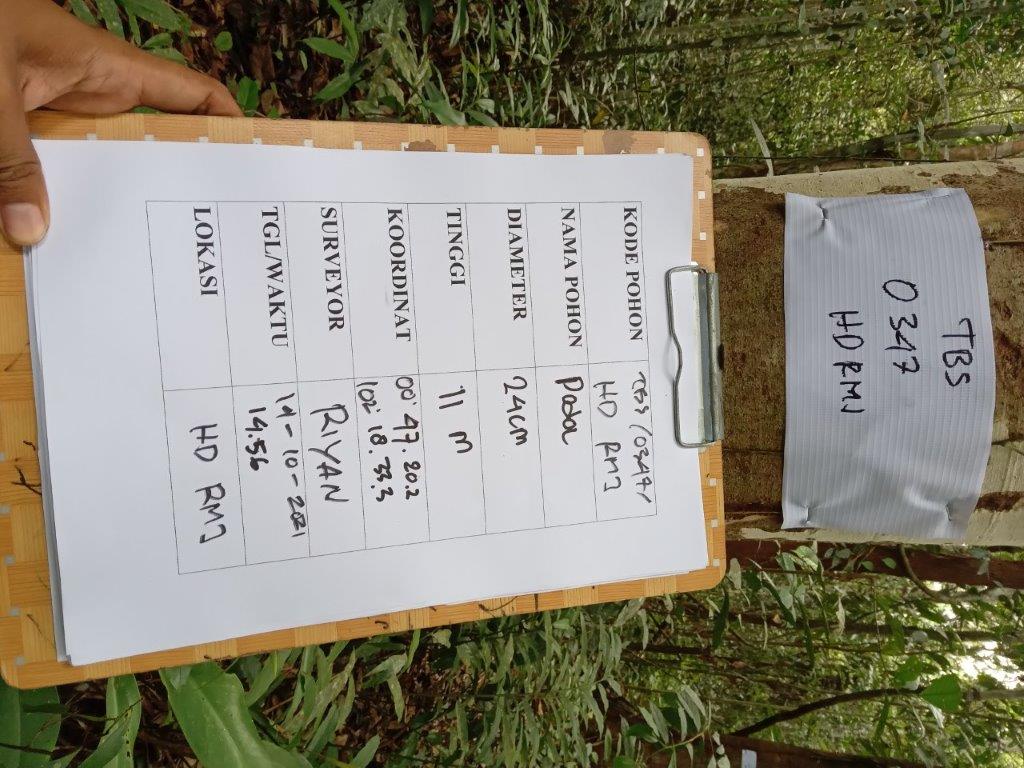 TBS
0347
HD RMJ
KODE POHON TBS/0347/
HD RMJ
NAMA POHON
DIAMETER 24cm
TINGGI 11 M
KOORDINAT 00° 47. 20.2
102° 18. 33.3
SURVEYOR RIYAN
TGL/WAKTU 14-10-2021
14.56
LOKASI HD RMJ